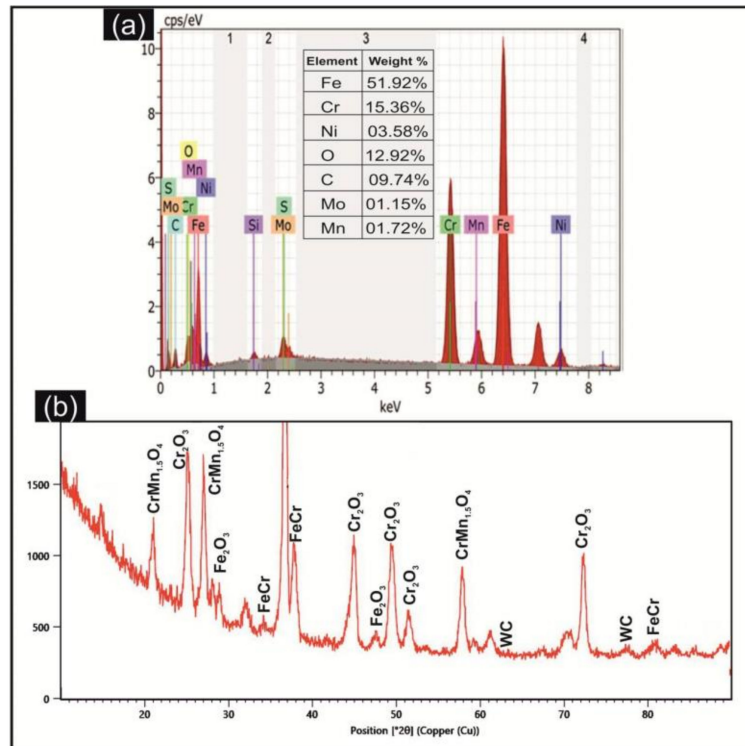 (a)
cps/eV
1 2 3 4
10
8
6
4
2
0
Element Weight %
Fe 51.92%
Cr 15.36%
Ni 03.58%
O 12.92%
C 09.74%
Mo 01.15%
Mn 01.72%
O
Mn
S Ni S
Mo Cr Mo
C Fe Si Cr Mn Fe Ni
0 1 2 3 4 5 6 7 8
keV
(b)
1500
1000
500
0
CrMn1.5O4
Cr2O3
CrMn1.5O4
Fe2O3
FeCr
FeCr
Cr2O3
Fe2O3
Cr2O3
Cr2O3
CrMn1.5O4
WC
Cr2O3
WC
FeCr
20 30 40 50 60 70 80
Position [°2θ] (Copper (Cu))